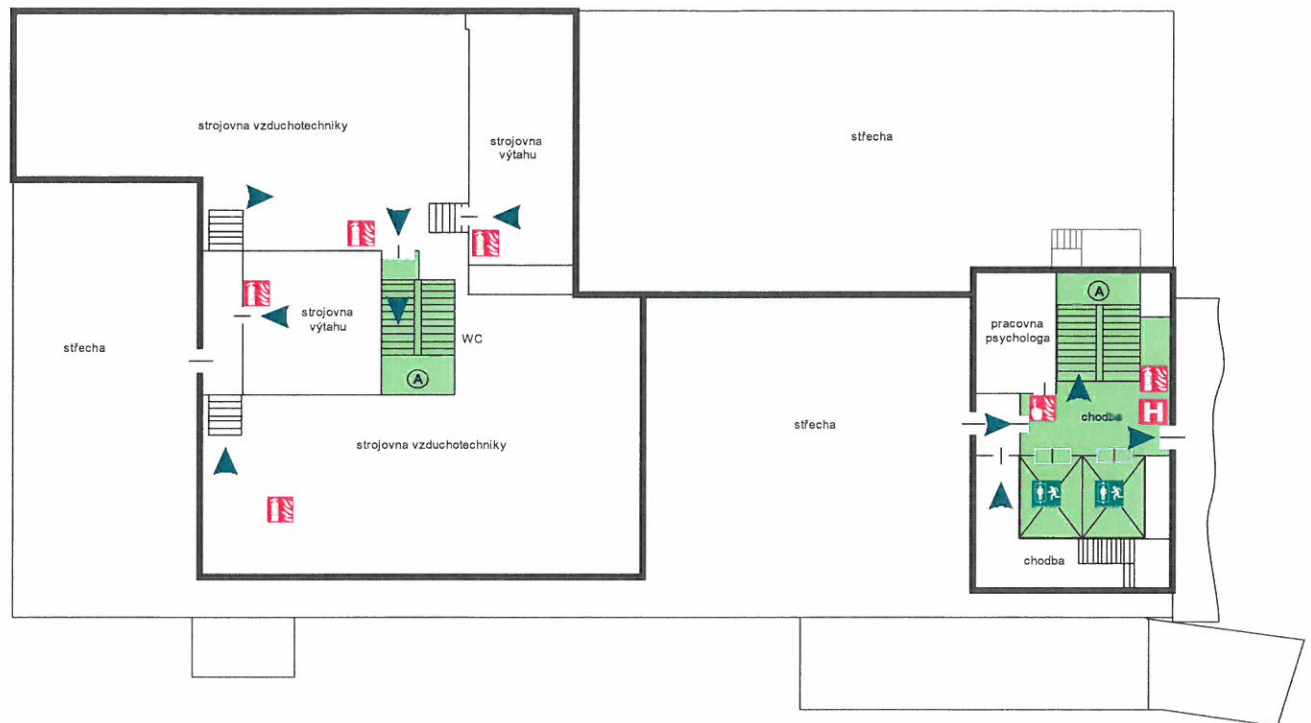 strojovna vzduchotechniky
strojovna
výtahu
střecha
strojovna
výtahu
WC
A
střecha
strojovna vzduchotechniky
střecha
A
pracovna
psychologa
chodba
H
chodba